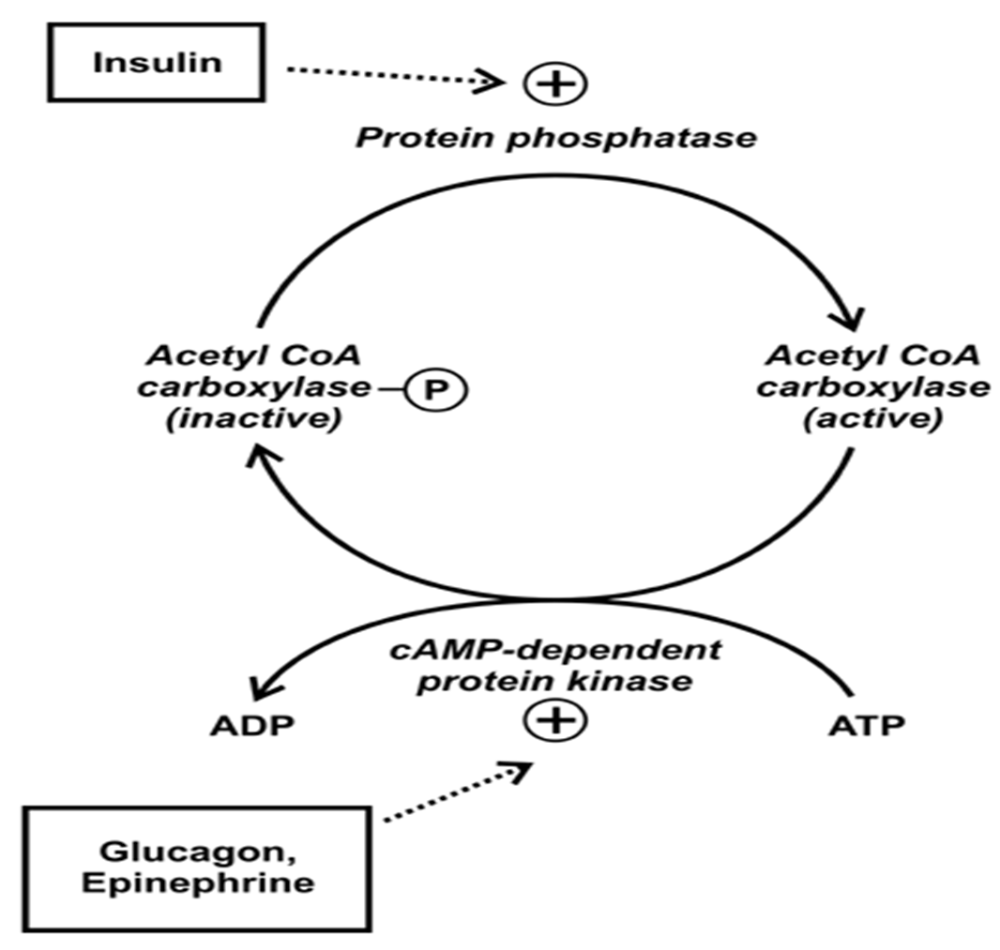 Insulin
+
Protein phosphatase
Acetyl CoA
carboxylase
(inactive)
P
Acetyl CoA
carboxylase
(active)
cAMP-dependent
protein kinase
+
ADP
ATP
Glucagon,
Epinephrine